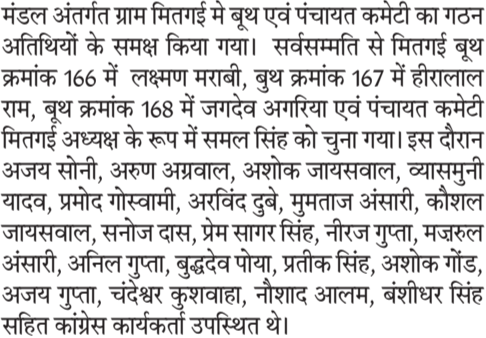 मंडल अंतर्गत ग्राम मितगई मे बूथ एवं पंचायत कमेटी का गठन
अतिथियों के समक्ष किया गया। सर्वसम्मति से मितगई बूथ
क्रमांक 166 में लक्ष्मण मराबी, बुथ क्रमांक 167 में हीरालाल
राम, बूथ क्रमांक 168 में जगदेव अगरिया एवं पंचायत कमेटी
मितगई अध्यक्ष के रूप में समल सिंह को चुना गया। इस दौरान
अजय सोनी, अरुण अग्रवाल, अशोक जायसवाल, व्यासमुनी
यादव, प्रमोद गोस्वामी, अरविंद दुबे, मुमताज अंसारी, कौशल
जायसवाल, सनोज दास, प्रेम सागर सिंह, नीरज गुप्ता, मज़रुल
अंसारी, अनिल गुप्ता, बुद्धदेव पोया, प्रतीक सिंह, अशोक गोंड,
अजय गुप्ता, चंदेश्वर कुशवाहा, नौशाद आलम, बंशीधर सिंह
सहित कांग्रेस कार्यकर्ता उपस्थित थे।